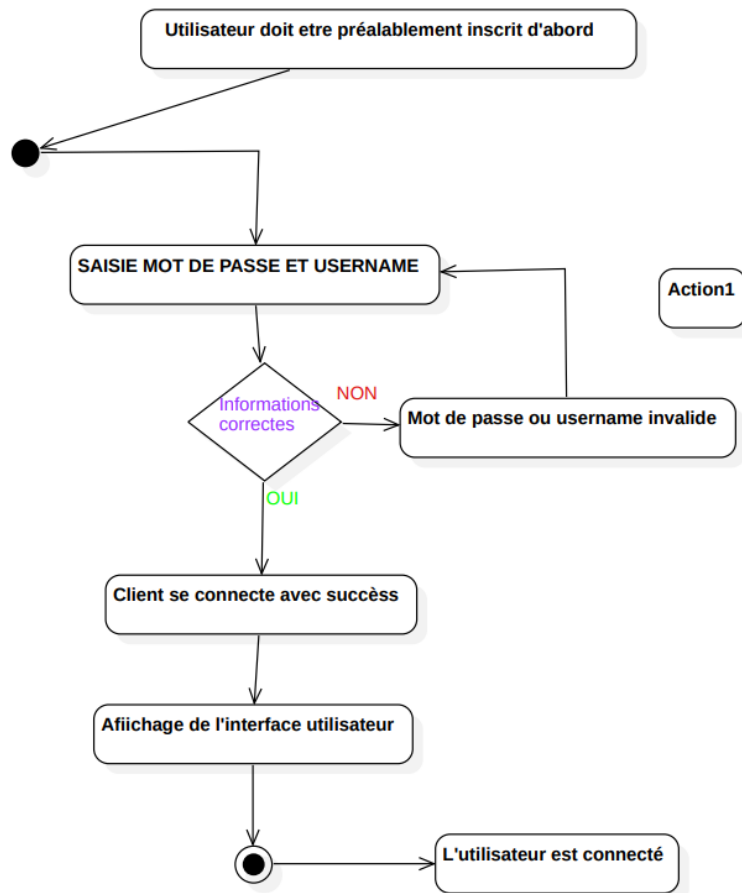 Utilisateur doit etre préalablement inscrit d'abord
SAISIE MOT DE PASSE ET USERNAME
Action1
Informations
correctes
NON
Mot de passe ou username invalide
OUI
Client se connecte avec succèss
Afiichage de l'interface utilisateur
L'utilisateur est connecté